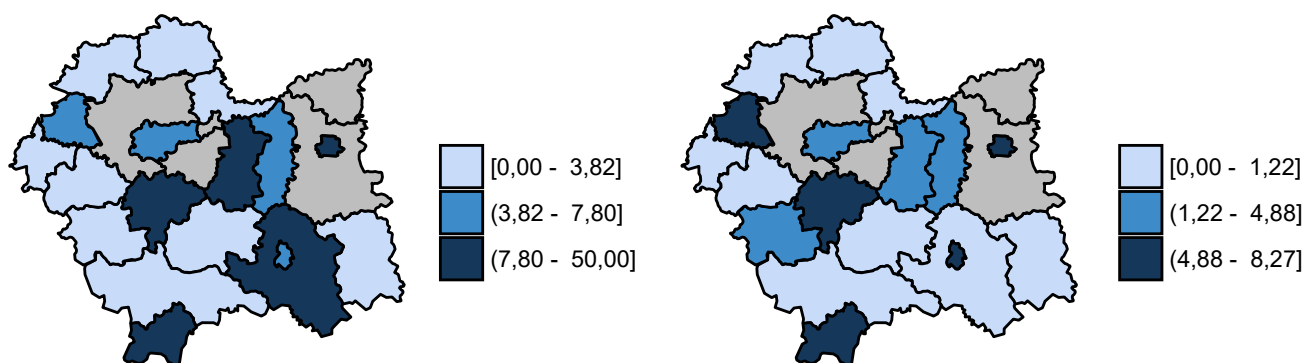 [0,00 - 3,82]
(3,82 - 7,80]
(7,80 - 50,00]
[0,00 - 1,22]
(1,22 - 4,88]
(4,88 - 8,27]